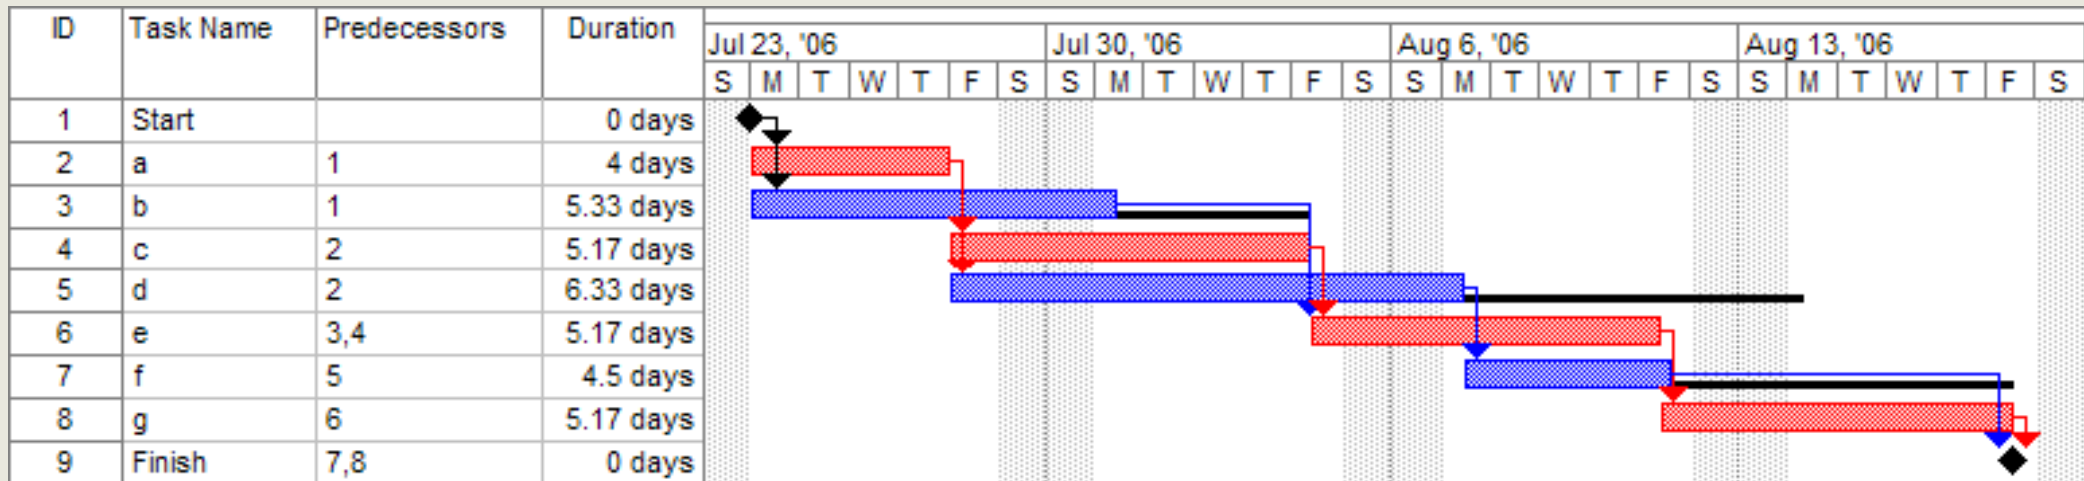 ID Task Name Predecessors Duration
Jul 23, '06 Jul 30, '06 Aug 6, '06 Aug 13, '06
S M T W T F S S M T W T F S S M T W T F S S M T W T F S
1 Start 0 days
2 a 1 4 days
3 b 1 5.33 days
4 c 2 5.17 days
5 d 2 6.33 days
6 e 3,4 5.17 days
7 f 5 4.5 days
8 g 6 5.17 days
9 Finish 7,8 0 days